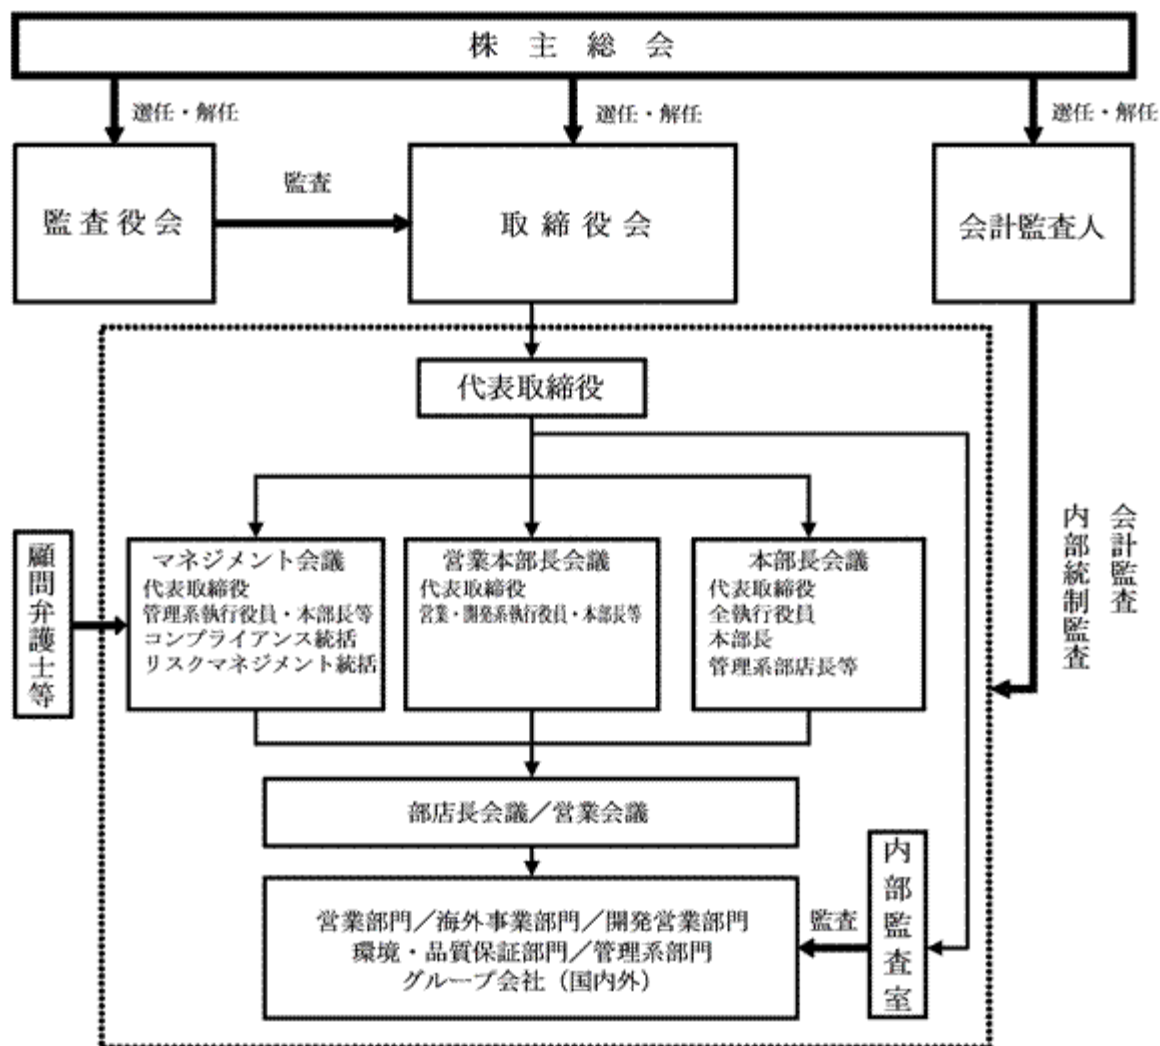 株主総会
選任・解任
選任・解任
選任・解任
監査役会
監査
取締役会
会計監査人
代表取締役
会計監査
内部統制監査
顧問弁護士等
マネジメント会議
代表取締役
管理系執行役員・本部長等
コンプライアンス統括
リスクマネジメント統括
営業本部長会議
代表取締役
営業・開発系執行役員・本部長等
本部長会議
代表取締役
全執行役員
本部長
管理系部店長等
部店長会議／営業会議
営業部門／海外事業部門／開発営業部門
環境・品質保証部門／管理系部門
グループ会社（国内外）
監査
内部監査室